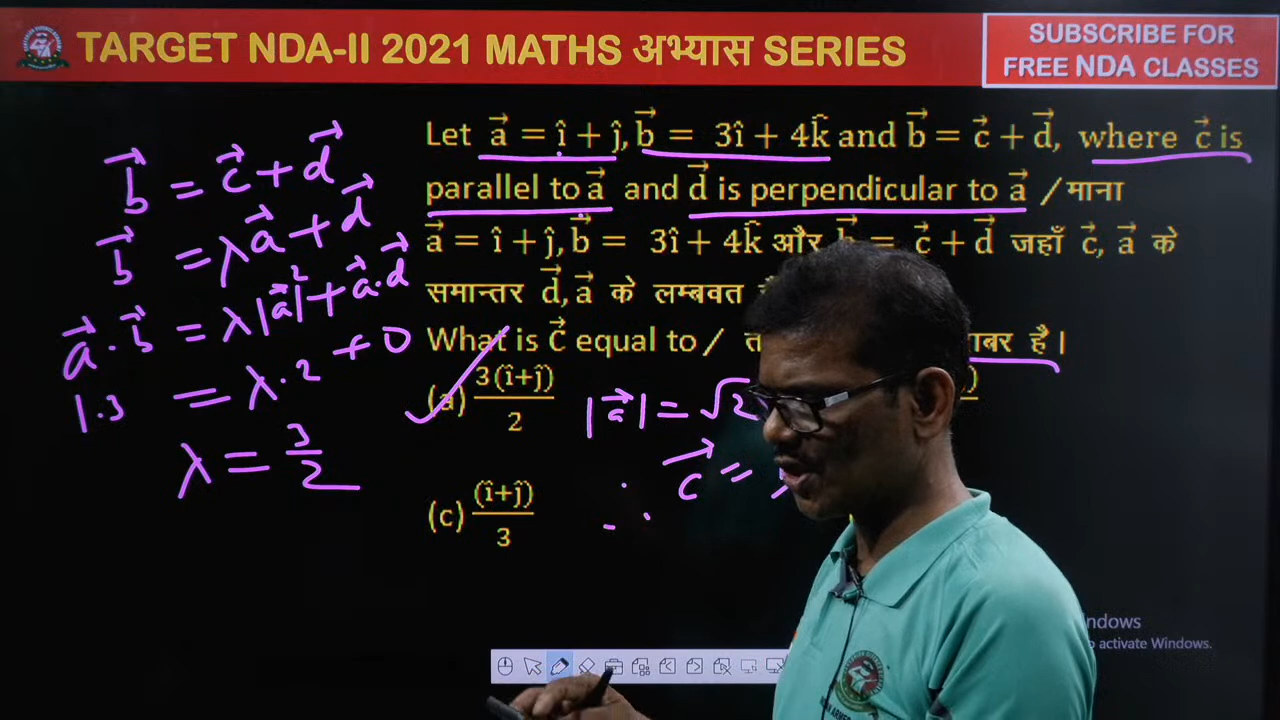 TARGET NDA-II 2021 MATHS अभ्यास SERIES
SUBSCRIBE FOR
FREE NDA CLASSES
Let a⃗ = î + ĵ, b⃗ = 3î + 4k̂ and b⃗ = c⃗ + d⃗, where c⃗ is
parallel to a⃗ and d⃗ is perpendicular to a⃗ / माना
a⃗ = î + ĵ, b⃗ = 3î + 4k̂ और b⃗ = c⃗ + d⃗ जहाँ c⃗, a⃗ के
समान्तर d⃗, a⃗ के लम्बवत
What is c⃗ equal to / है।
(a) 3(î+ĵ)/2
(c) (î+ĵ)/3
b⃗ = c⃗ + d⃗
b⃗ = λa⃗ + d⃗
a⃗ . b⃗ = λ|a⃗|² + a⃗ . d⃗
1.3 = λ.2 + 0
λ = 3/2
|a⃗| = √2
∴ c⃗ =
activate Windows.